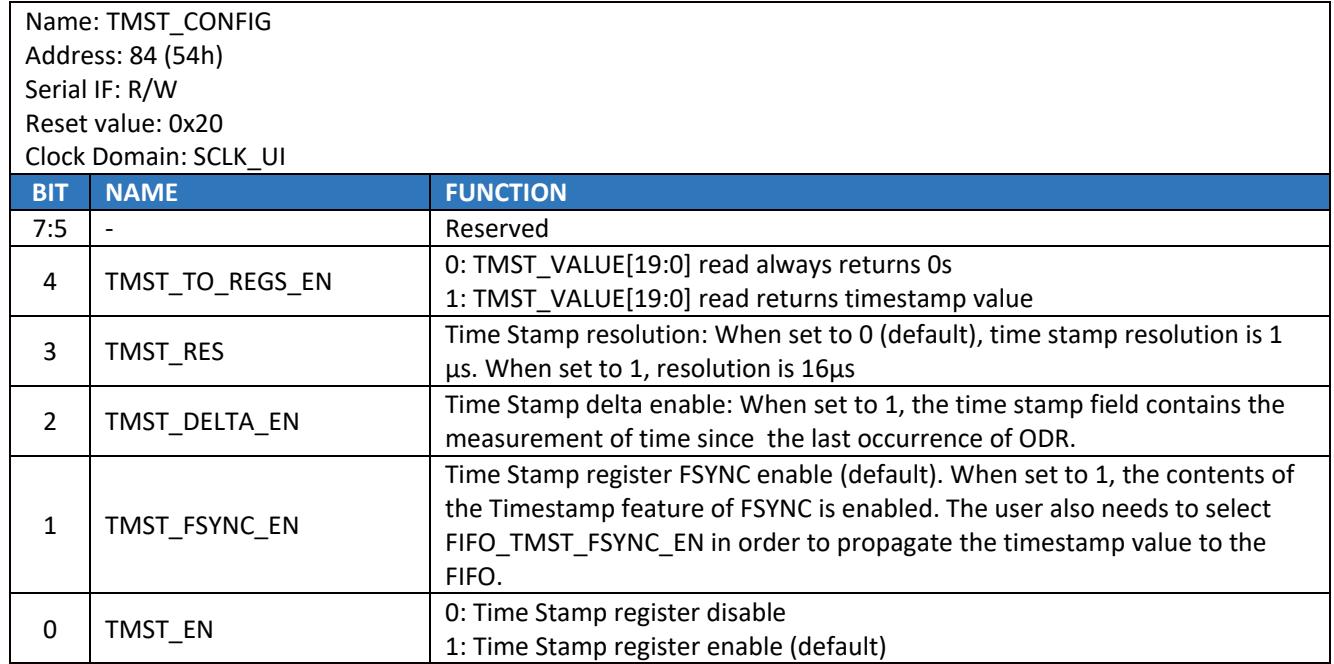 Name: TMST_CONFIG
Address: 84 (54h)
Serial IF: R/W
Reset value: 0x20
Clock Domain: SCLK_UI
BIT NAME FUNCTION
7:5 - Reserved
4 TMST_TO_REGS_EN 0: TMST_VALUE[19:0] read always returns 0s
1: TMST_VALUE[19:0] read returns timestamp value
3 TMST_RES Time Stamp resolution: When set to 0 (default), time stamp resolution is 1
µs. When set to 1, resolution is 16µs
2 TMST_DELTA_EN Time Stamp delta enable: When set to 1, the time stamp field contains the
measurement of time since  the last occurrence of ODR.
1 TMST_FSYNC_EN Time Stamp register FSYNC enable (default). When set to 1, the contents of
the Timestamp feature of FSYNC is enabled. The user also needs to select
FIFO_TMST_FSYNC_EN in order to propagate the timestamp value to the
FIFO.
0 TMST_EN 0: Time Stamp register disable
1: Time Stamp register enable (default)